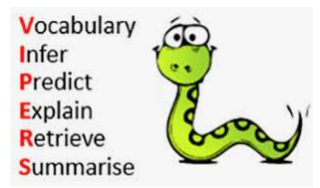 Vocabulary
Infer
Predict
Explain
Retrieve
Summarise